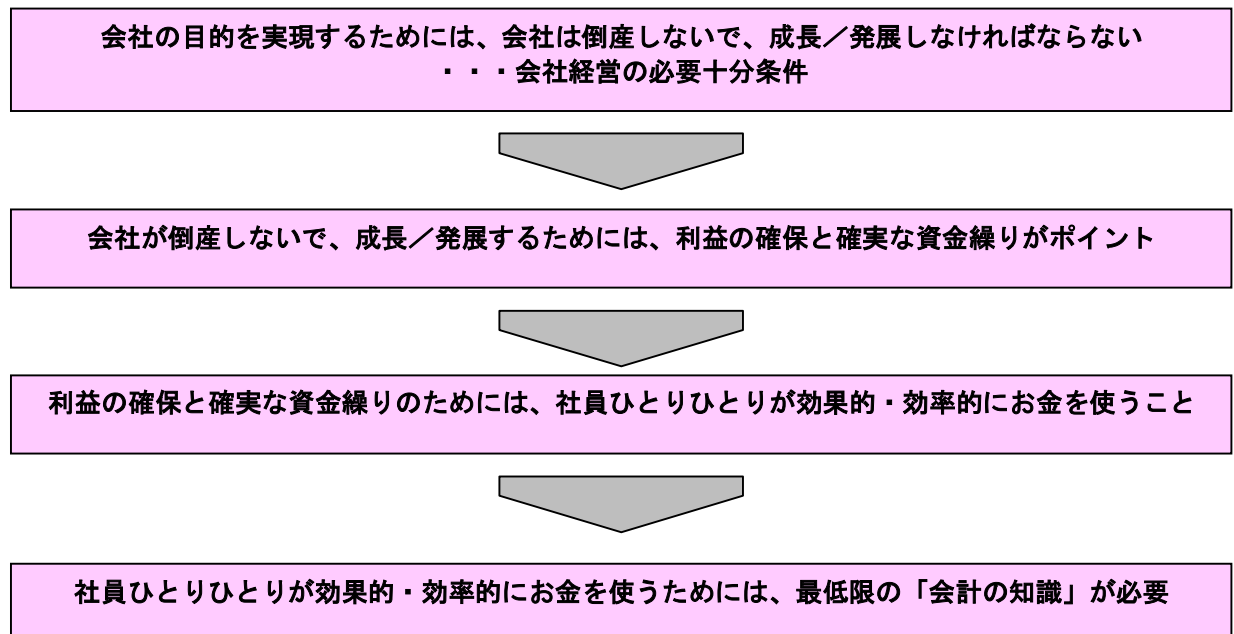 会社の目的を実現するためには、会社は倒産しないで、成長／発展しなければならない
・・・会社経営の必要十分条件
会社が倒産しないで、成長／発展するためには、利益の確保と確実な資金繰りがポイント
利益の確保と確実な資金繰りのためには、社員ひとりひとりが効果的・効率的にお金を使うこと
社員ひとりひとりが効果的・効率的にお金を使うためには、最低限の「会計の知識」が必要